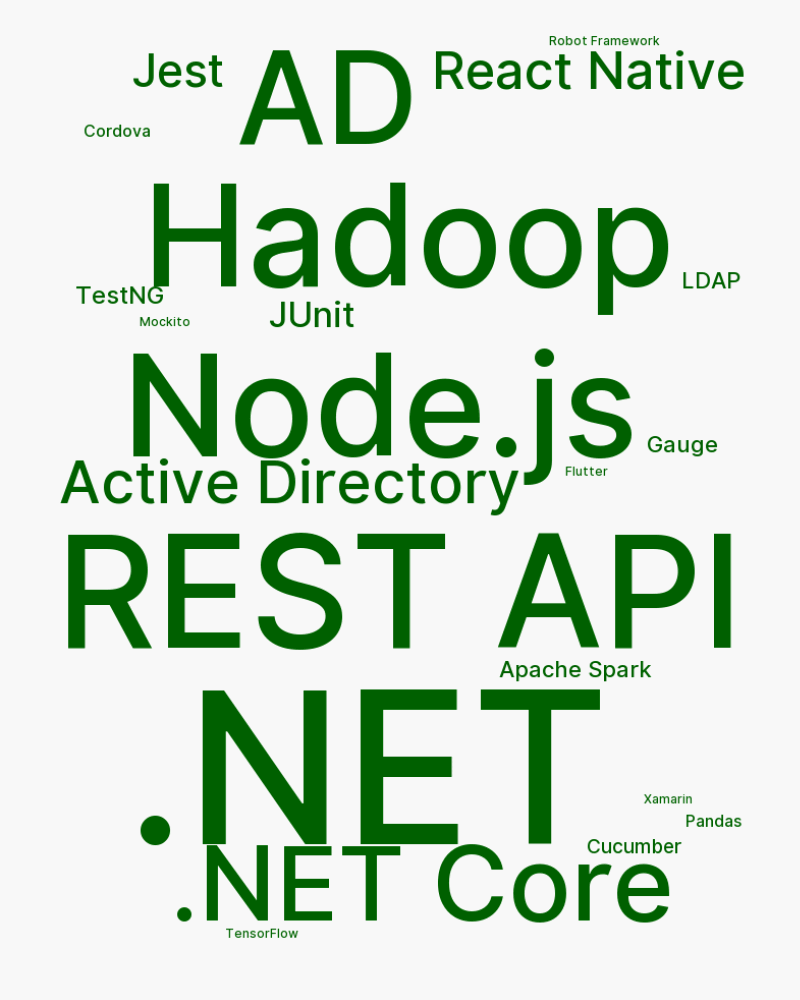 Robot Framework
Jest
AD
React Native
Cordova
Hadoop
LDAP
TestNG
JUnit
Mockito
Node.js
Gauge
Flutter
Active Directory
REST API
Apache Spark
.NET
Xamarin
Pandas
Cucumber
.NET Core
TensorFlow